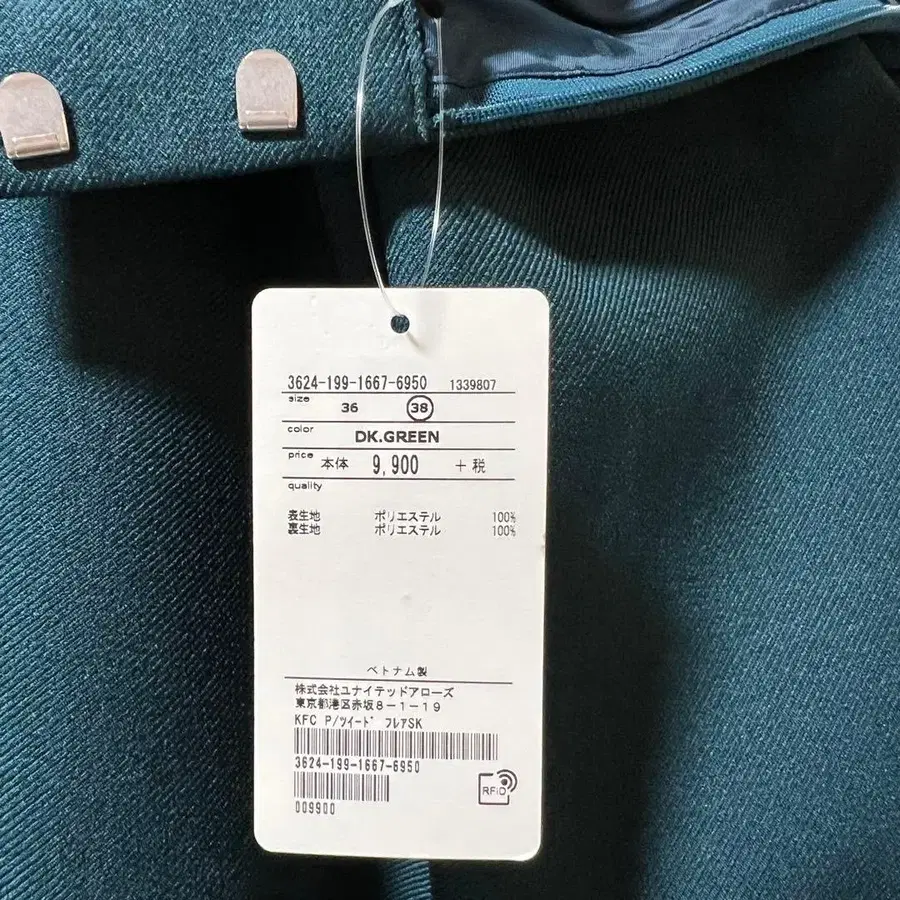 3624-199-1667-6950 1339807
size 36 38
color DK.GREEN
price 本体 9,900 +税
quality
表生地 ポリエステル 100%
裏生地 ポリエステル 100%
ベトナム製
株式会社ユナイテッドアローズ
東京都港区赤坂8-1-19
KFC P/ツイード フレアSK
3624-199-1667-6950
009900
RFID